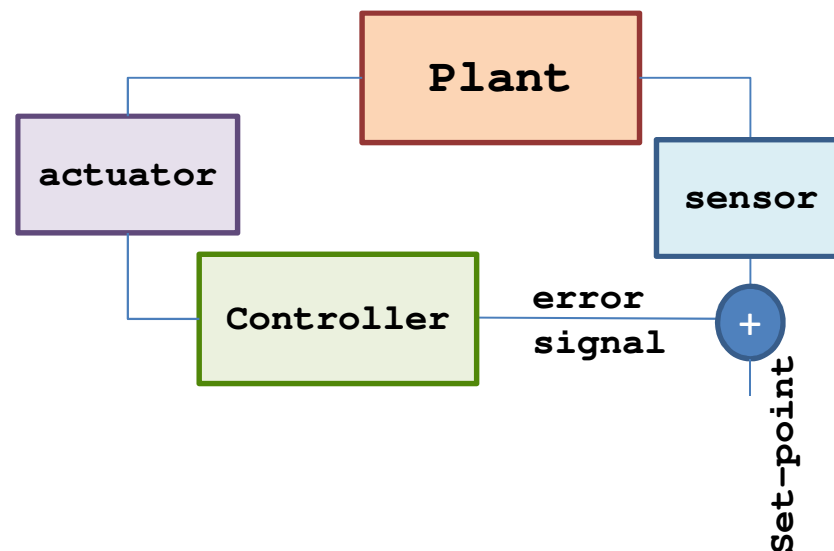 Plant
actuator
sensor
Controller
error
signal
+
Set-point